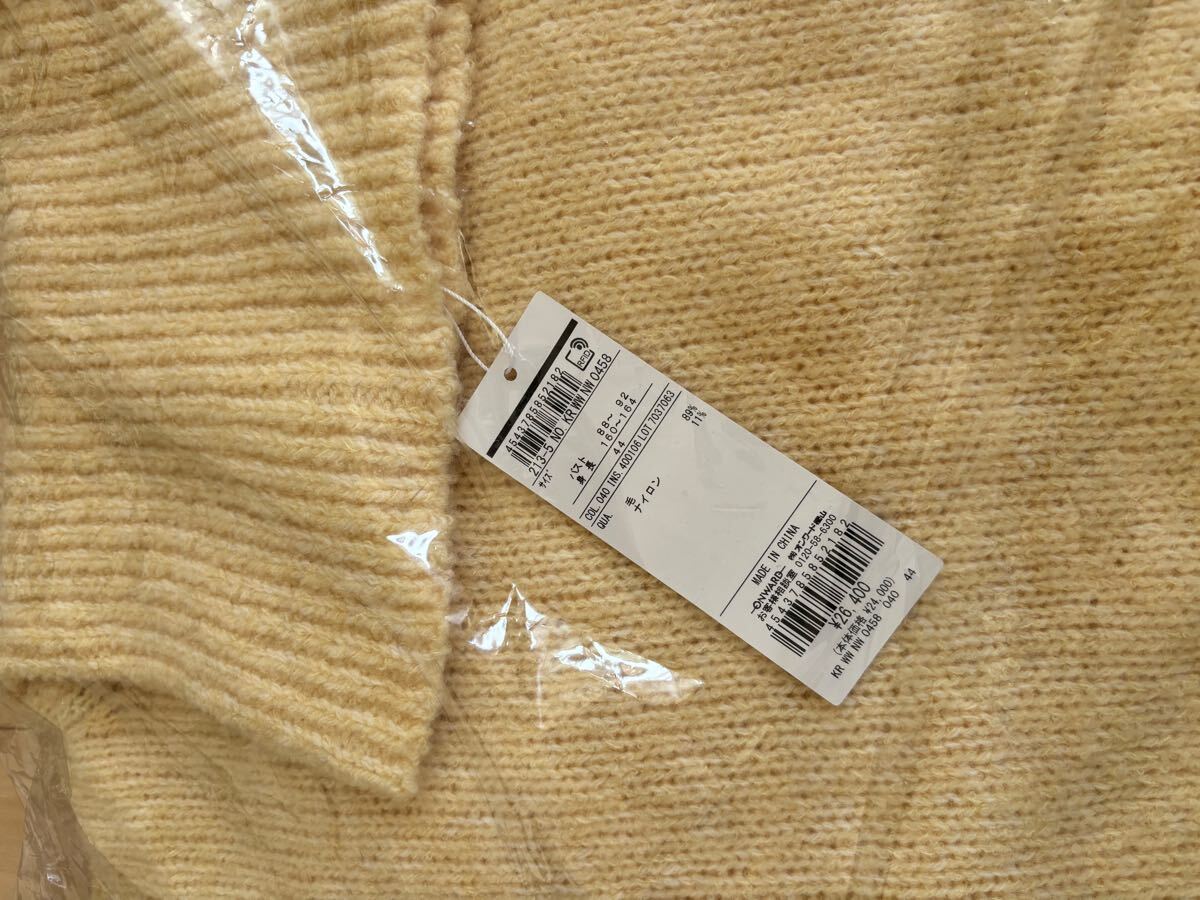 RFID
4543785852182
213-5 NO. KR WW NW 0458
サイズ
バスト 88~ 92
身長 160~164
44
COL. 040 INS. 400106 LOT 7037063
QUA.
毛 89%
ナイロン 11%
MADE IN CHINA
ONWARD ㈱オンワード樫山
お客様相談室 0120-58-6300
4543785852182
¥26,400
(本体価格 ¥24,000)
KR WW NW 0458 040 44